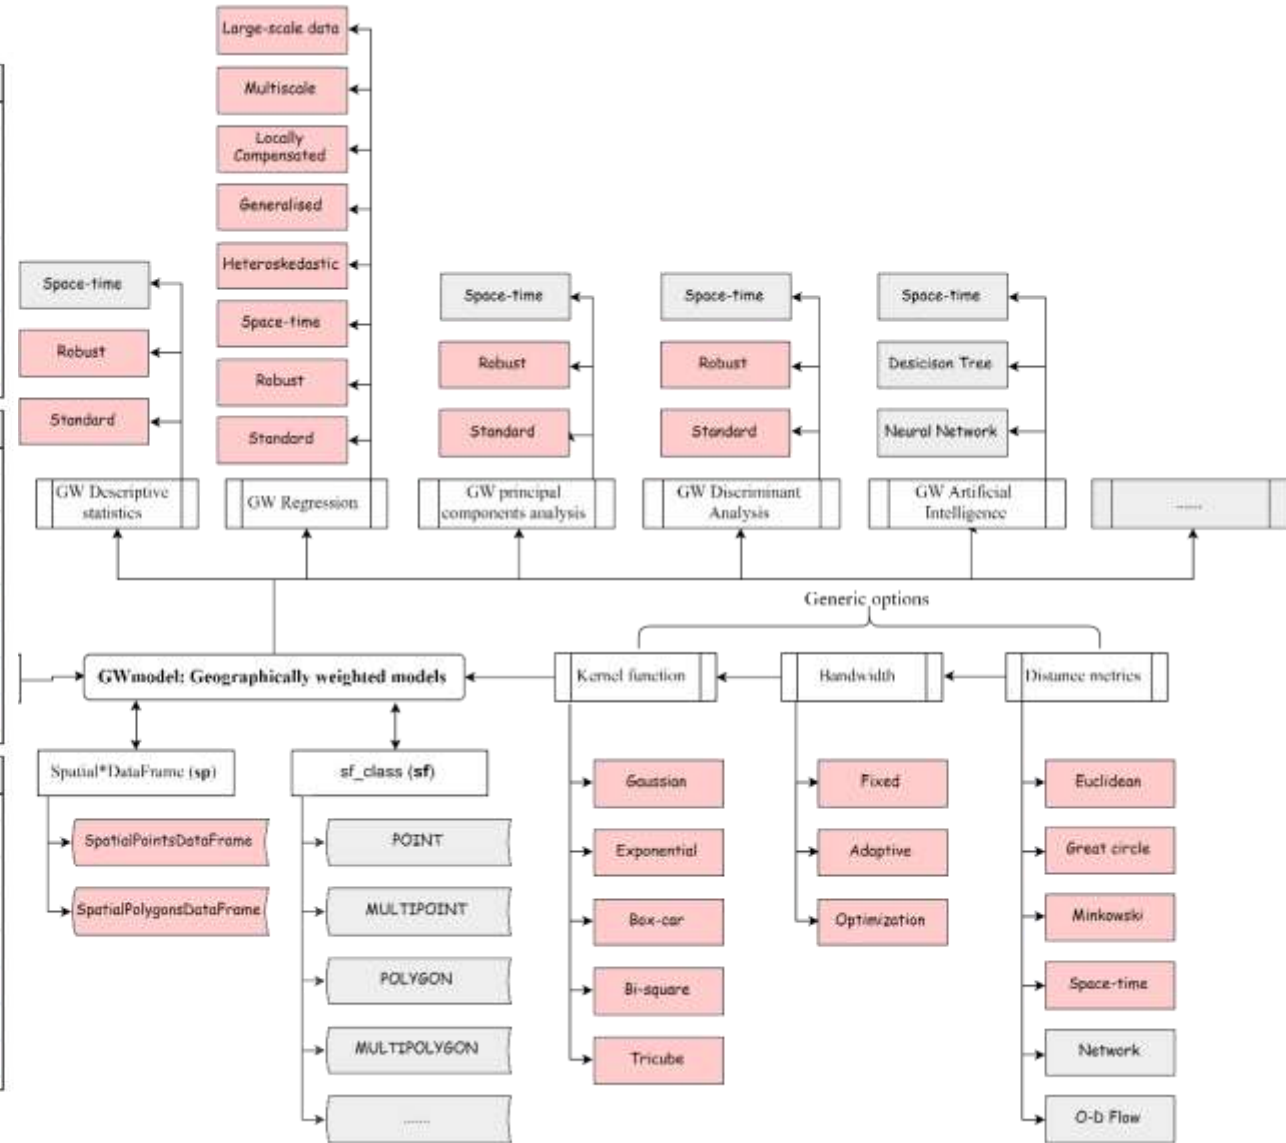 Large-scale data
Multiscale
Locally
Compensated
Generalised
Heteroskedastic
Space-time
Robust
Standard
Space-time
Robust
Standard
Space-time
Robust
Standard
Space-time
Robust
Standard
Space-time
Desicison Tree
Neural Network
GW Descriptive
statistics
GW Regression
GW principal
components analysis
GW Discriminant
Analysis
GW Artificial
Intelligence
......
Generic options
GWmodel: Geographically weighted models
Kernel function
Bandwidth
Distance metrics
Spatial*DataFrame (sp)
sf_class (sf)
SpatialPointsDataFrame
SpatialPolygonsDataFrame
POINT
MULTIPOINT
POLYGON
MULTIPOLYGON
......
Gaussian
Exponential
Box-car
Bi-square
Tricube
Fixed
Adaptive
Optimization
Euclidean
Great circle
Minkowski
Space-time
Network
O-D Flow